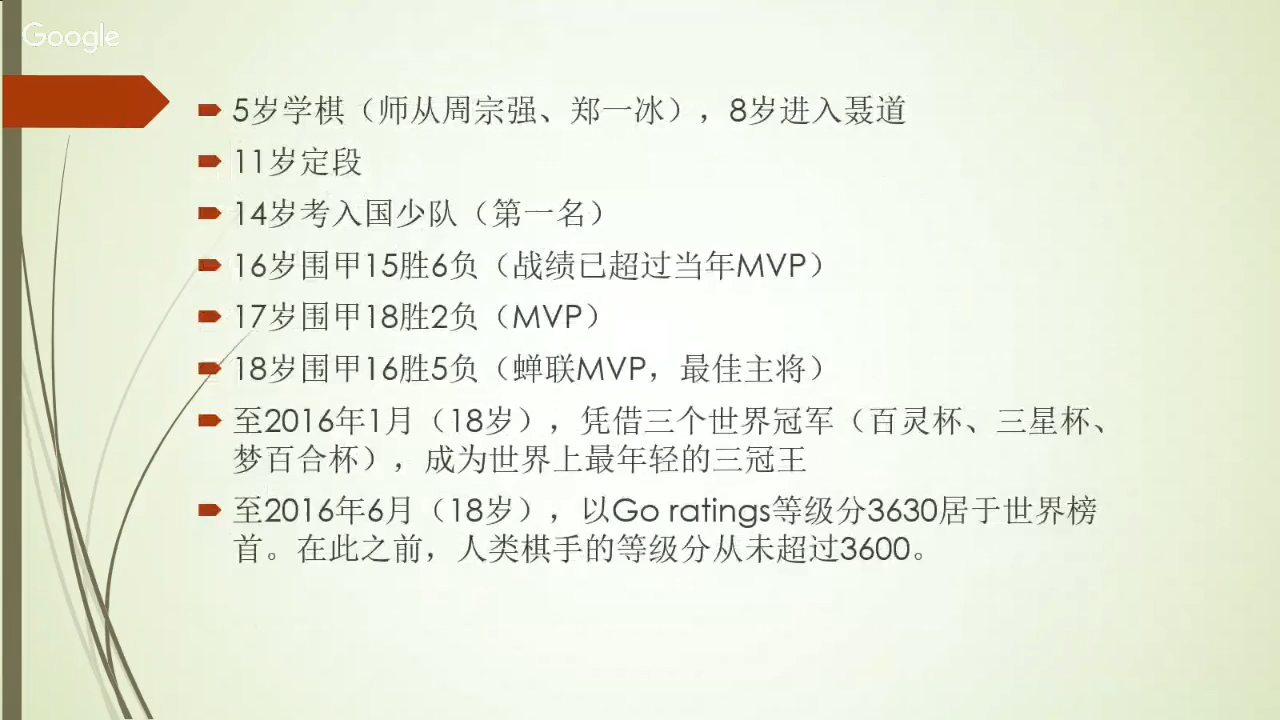 Google
5岁学棋（师从周宗强、郑一冰），8岁进入聂道
11岁定段
14岁考入国少队（第一名）
16岁围甲15胜6负（战绩已超过当年MVP）
17岁围甲18胜2负（MVP）
18岁围甲16胜5负（蝉联MVP，最佳主将）
至2016年1月（18岁），凭借三个世界冠军（百灵杯、三星杯、
梦百合杯），成为世界上最年轻的三冠王
至2016年6月（18岁），以Go ratings等级分3630居于世界榜
首。在此之前，人类棋手的等级分从未超过3600。